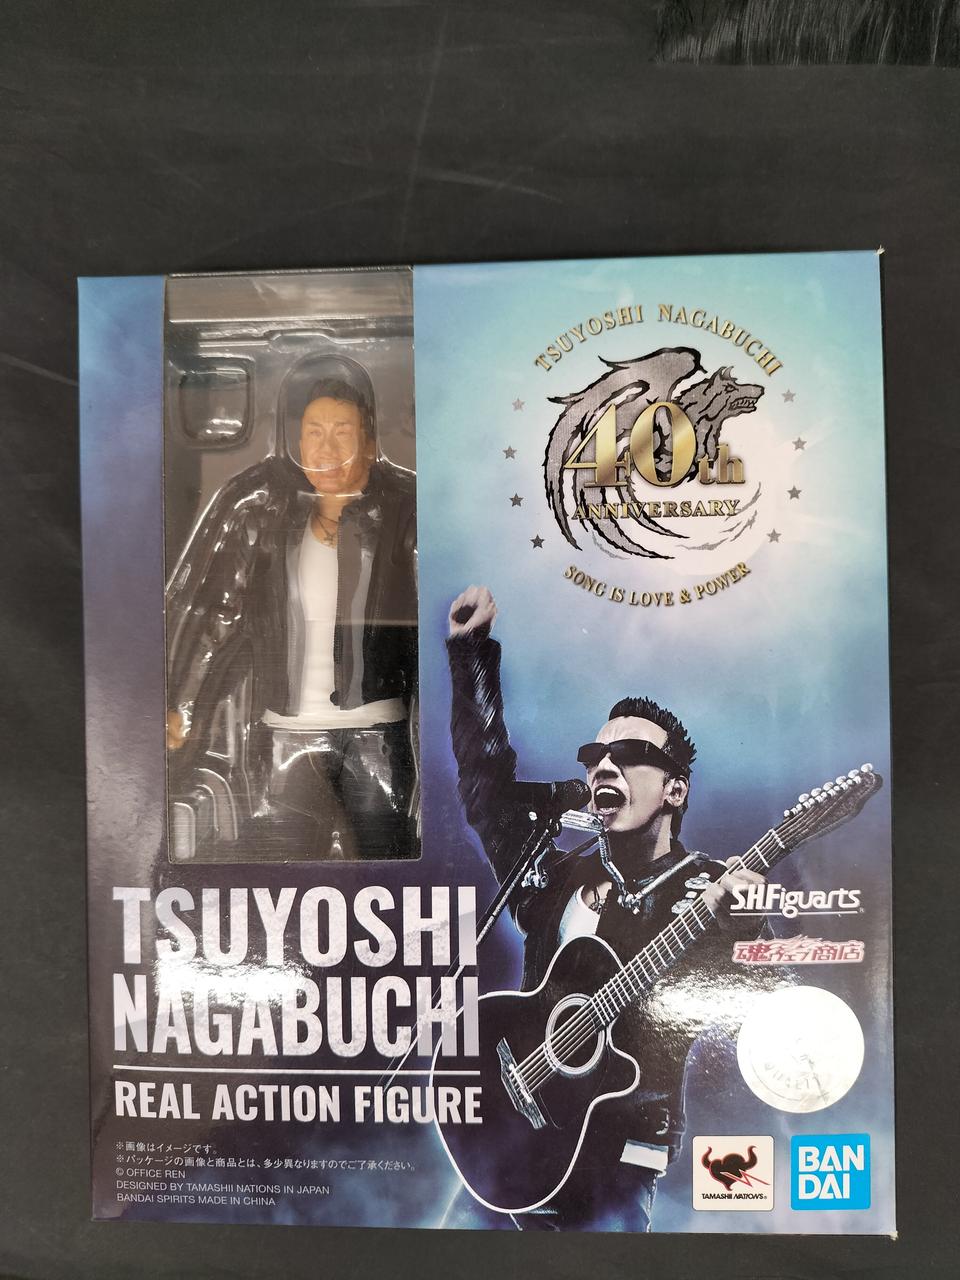 TSUYOSHI NAGABUCHI
40th
ANNIVERSARY
SONG IS LOVE & POWER
S.H.Figuarts
魂ウェブ商店
TSUYOSHI
NAGABUCHI
REAL ACTION FIGURE
※画像はイメージです。
※パッケージの画像と商品とは、多少異なりますのでご了承ください。
© OFFICE REN
DESIGNED BY TAMASHII NATIONS IN JAPAN
BANDAI SPIRITS MADE IN CHINA
TAMASHII NATIONS®
BAN
DAI